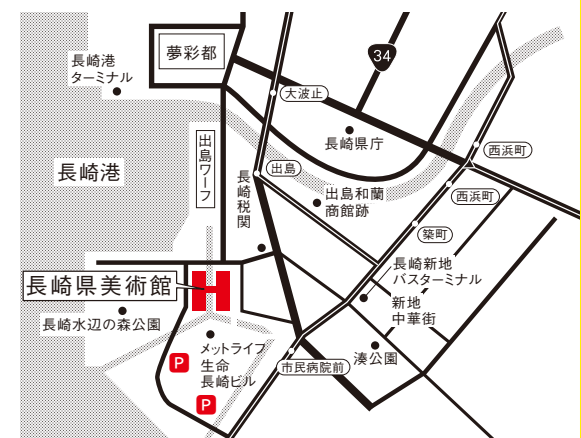 夢彩都
長崎港
ターミナル
34
大波止
長崎県庁
西浜町
出島ワーフ
長崎港
出島
長崎税関
出島和蘭
商館跡
西浜町
築町
長崎新地
バスターミナル
長崎県美術館
新地
中華街
長崎水辺の森公園
メットライフ
生命
長崎ビル
湊公園
市民病院前
P
P